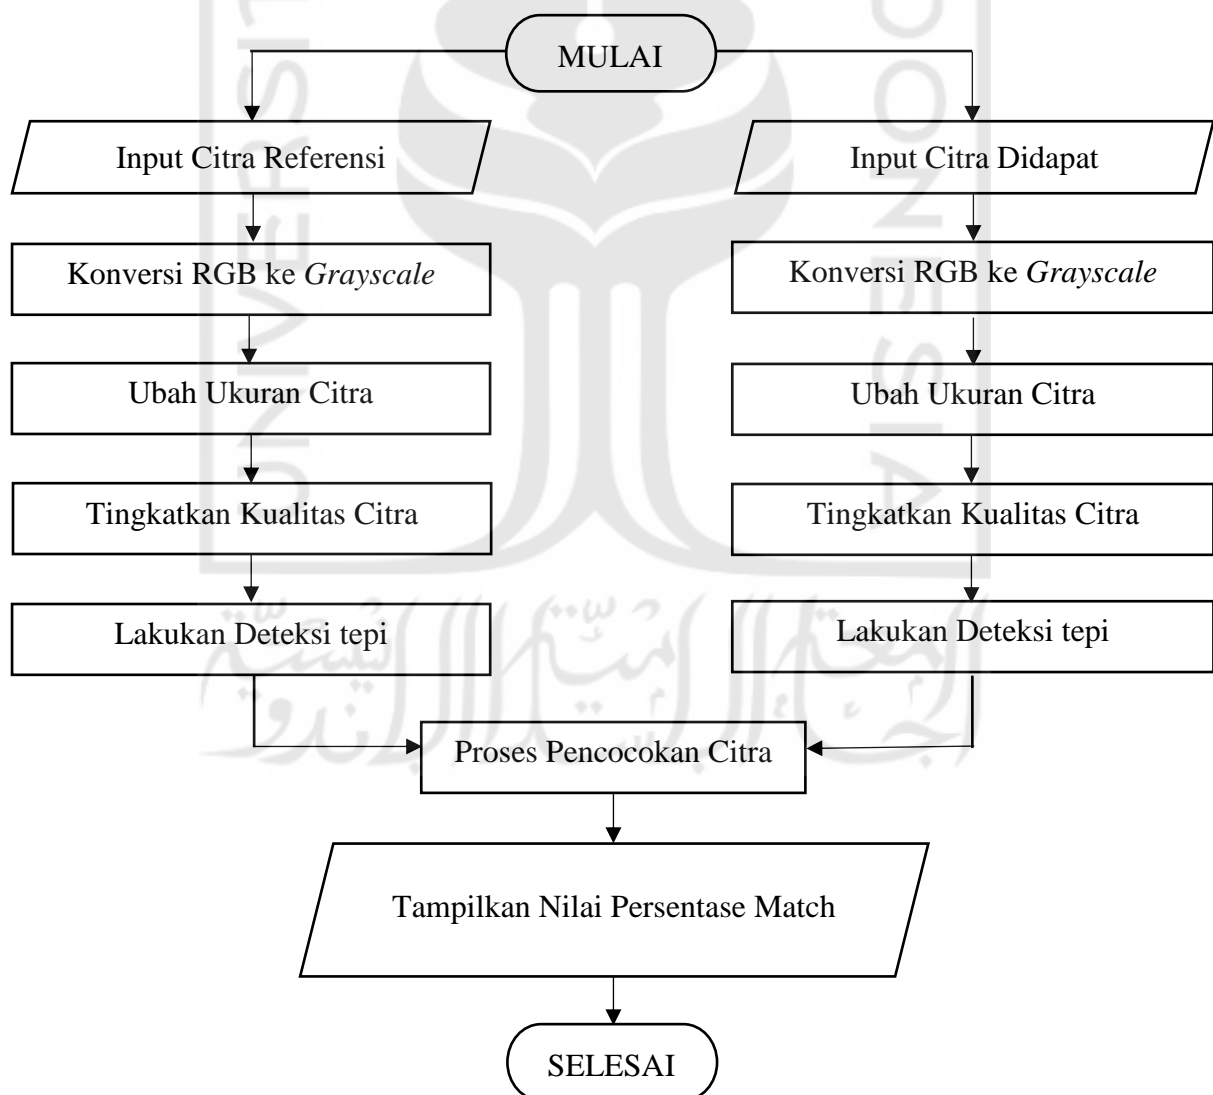 MULAI
Input Citra Referensi
Input Citra Didapat
Konversi RGB ke Grayscale
Konversi RGB ke Grayscale
Ubah Ukuran Citra
Ubah Ukuran Citra
Tingkatkan Kualitas Citra
Tingkatkan Kualitas Citra
Lakukan Deteksi tepi
Lakukan Deteksi tepi
Proses Pencocokan Citra
Tampilkan Nilai Persentase Match
SELESAI